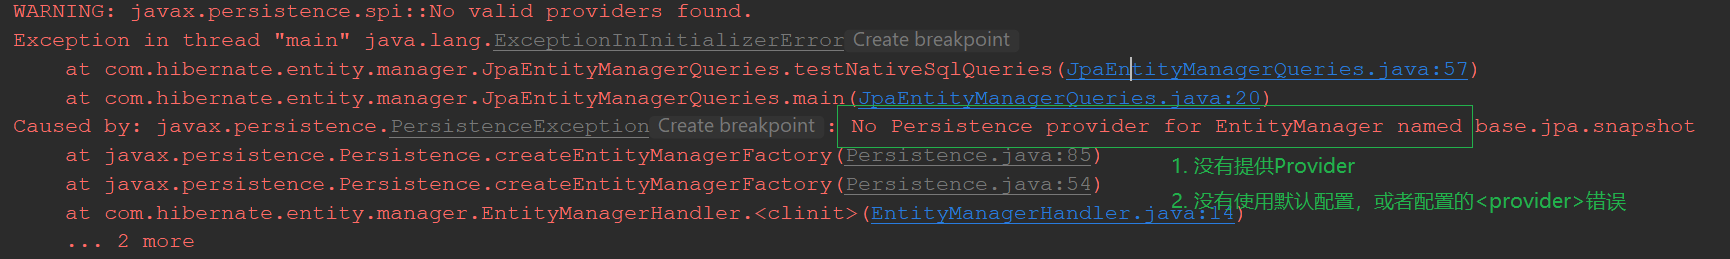 WARNING: javax.persistence.spi::No valid providers found.
Exception in thread "main" java.lang.ExceptionInInitializerError Create breakpoint
at com.hibernate.entity.manager.JpaEntityManagerQueries.testNativeSqlQueries(JpaEntityManagerQueries.java:57)
at com.hibernate.entity.manager.JpaEntityManagerQueries.main(JpaEntityManagerQueries.java:20)
Caused by: javax.persistence.PersistenceException Create breakpoint : No Persistence provider for EntityManager named base.jpa.snapshot
at javax.persistence.Persistence.createEntityManagerFactory(Persistence.java:85)
1. 没有提供Provider
at javax.persistence.Persistence.createEntityManagerFactory(Persistence.java:54)
2. 没有使用默认配置，或者配置的<provider>错误
at com.hibernate.entity.manager.EntityManagerHandler.<clinit>(EntityManagerHandler.java:14)
... 2 more